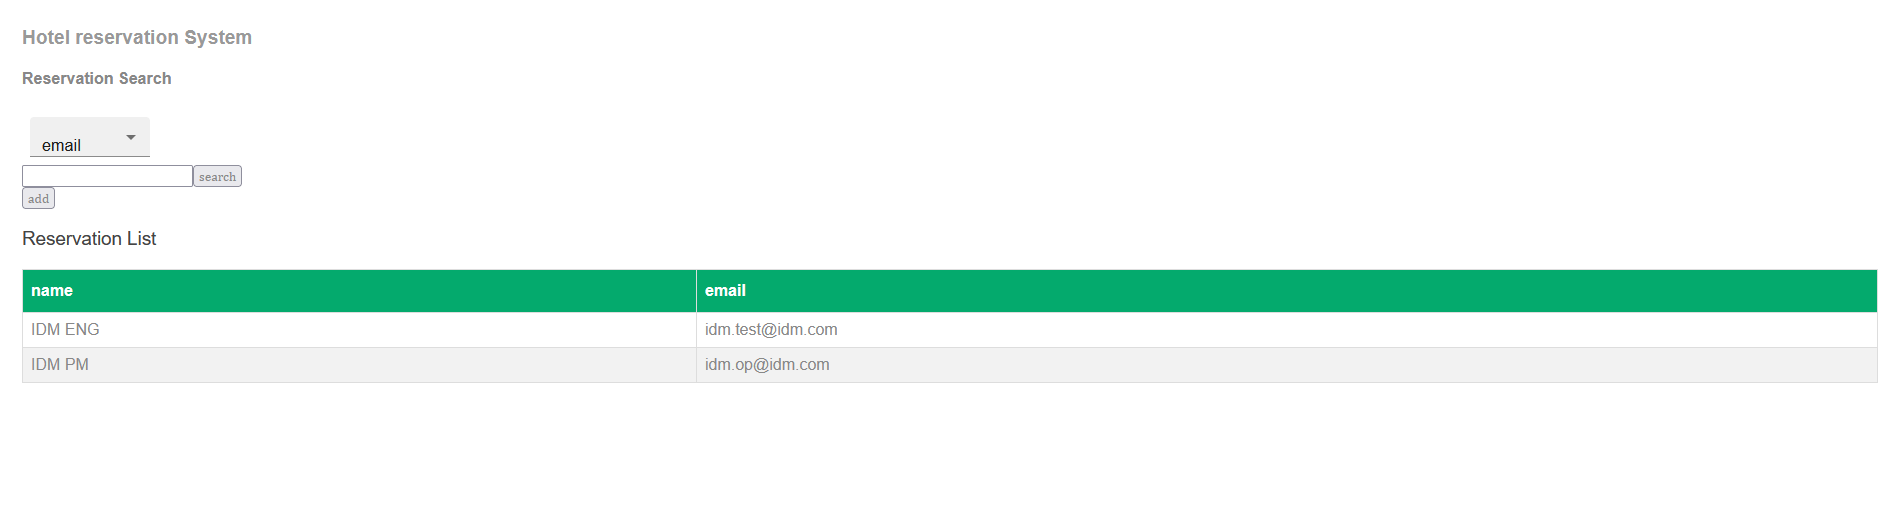 Hotel reservation System
Reservation Search
email
search
add
Reservation List
name email
IDM ENG idm.test@idm.com
IDM PM idm.op@idm.com